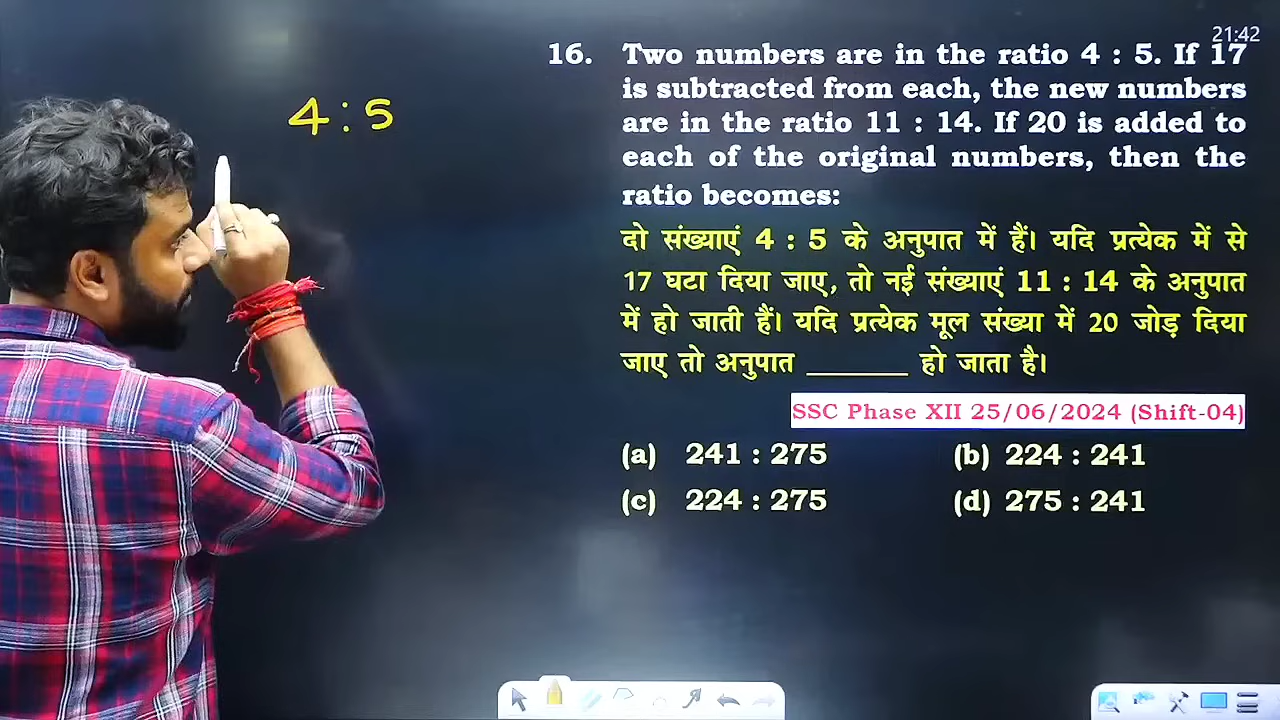 21:42
4 : 5
16. Two numbers are in the ratio 4 : 5. If 17
is subtracted from each, the new numbers
are in the ratio 11 : 14. If 20 is added to
each of the original numbers, then the
ratio becomes:
दो संख्याएं 4 : 5 के अनुपात में हैं। यदि प्रत्येक में से
17 घटा दिया जाए, तो नई संख्याएं 11 : 14 के अनुपात
में हो जाती हैं। यदि प्रत्येक मूल संख्या में 20 जोड़ दिया
जाए तो अनुपात _______ हो जाता है।
SSC Phase XII 25/06/2024 (Shift-04)
(a) 241 : 275 (b) 224 : 241
(c) 224 : 275 (d) 275 : 241